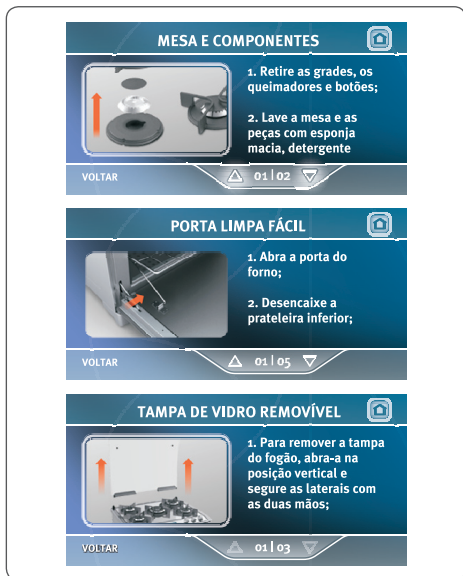 MESA E COMPONENTES
1. Retire as grades, os
queimadores e botões;
2. Lave a mesa e as
peças com esponja
macia, detergente
VOLTAR
01 | 02
PORTA LIMPA FÁCIL
1. Abra a porta do
forno;
2. Desencaixe a
prateleira inferior;
VOLTAR
01 | 05
TAMPA DE VIDRO REMOVÍVEL
1. Para remover a tampa
do fogão, abra-a na
posição vertical e
segure as laterais com
as duas mãos;
VOLTAR
01 | 03